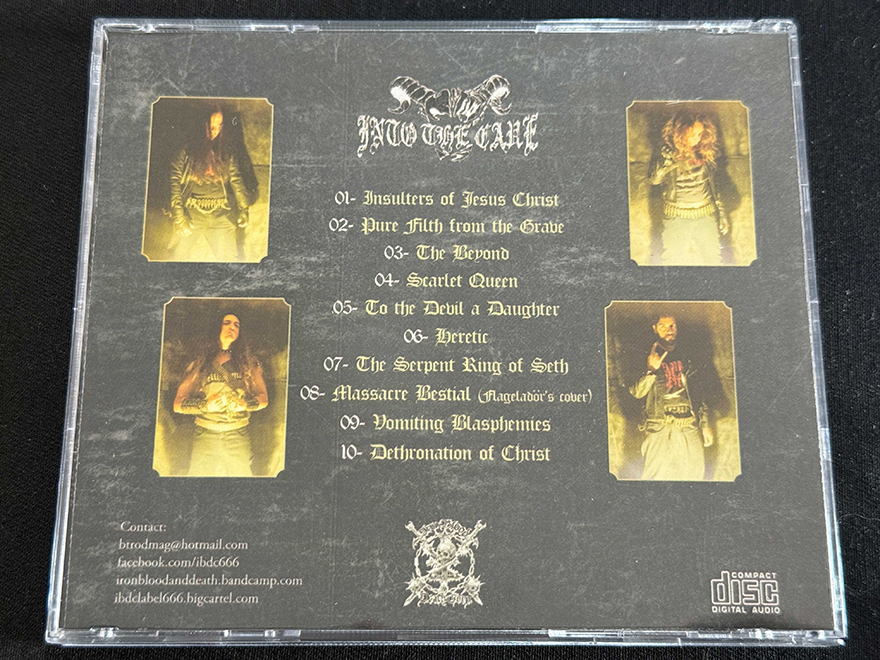 INTO THE CAVE
01- Insulters of Jesus Christ
02- Pure Filth from the Grave
03- The Beyond
04- Scarlet Queen
05- To the Devil a Daughter
06- Heretic
07- The Serpent Ring of Seth
08- Massacre Bestial (Flageladör's cover)
09- Vomiting Blasphemies
10- Dethronation of Christ
Contact:
btrodmag@hotmail.com
facebook.com/ibdc666
ironbloodanddeath.bandcamp.com
ibdclabel666.bigcartel.com
COMPACT
disc
DIGITAL AUDIO